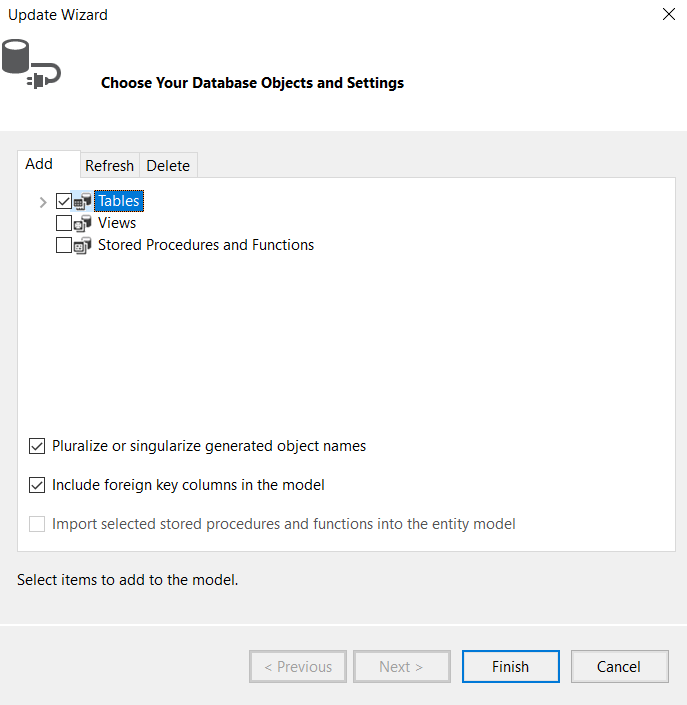 Update Wizard
Choose Your Database Objects and Settings
Add Refresh Delete
Tables
Views
Stored Procedures and Functions
Pluralize or singularize generated object names
Include foreign key columns in the model
Import selected stored procedures and functions into the entity model
Select items to add to the model.
< Previous Next > Finish Cancel